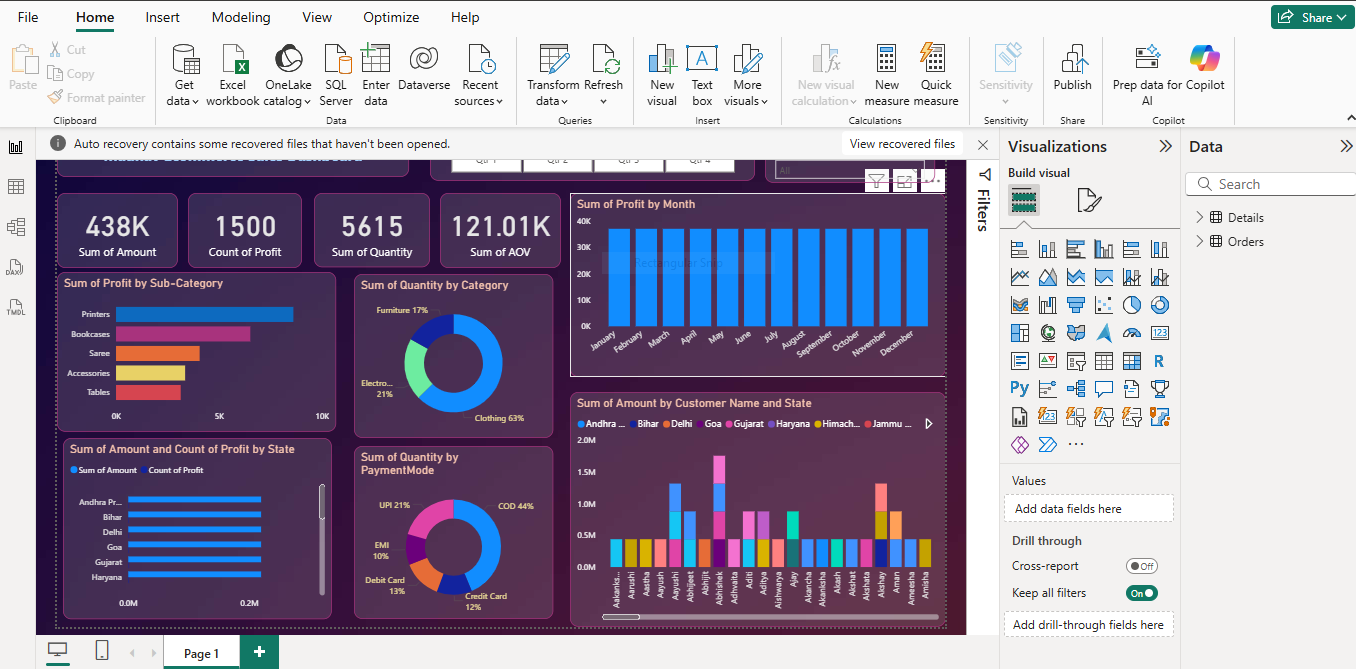 File Home Insert Modeling View Optimize Help Share
Cut
Copy
Format painter
Paste
Get data
Excel workbook
OneLake catalog
SQL Server
Enter data
Dataverse
Recent sources
Transform data
Refresh
New visual
Text box
More visuals
New visual calculation
New measure
Quick measure
Sensitivity
Publish
Prep data for AI
Copilot
Clipboard Data Queries Insert Calculations Sensitivity Share Copilot
Auto recovery contains some recovered files that haven't been opened. View recovered files
All
438K
Sum of Amount
1500
Count of Profit
5615
Sum of Quantity
121.01K
Sum of AOV
Sum of Profit by Month
40K
30K
20K
10K
0K
Rectangular Snip
January February March April May June July August September October November December
Sum of Profit by Sub-Category
Printers
Bookcases
Saree
Accessories
Tables
0K 5K 10K
Sum of Quantity by Category
Furniture 17%
Electro...
21%
Clothing 63%
Sum of Amount and Count of Profit by State
Sum of Amount Count of Profit
Andhra Pr...
Bihar
Delhi
Goa
Gujarat
Haryana
0.0M 0.2M
Sum of Quantity by
PaymentMode
UPI 21%
COD 44%
EMI
10%
Debit Card
13%
Credit Card
12%
Sum of Amount by Customer Name and State
Andhra ... Bihar Delhi Goa Gujarat Haryana Himach... Jammu ...
2.0M
1.5M
1.0M
0.5M
0.0M
Aakanks... Aarushi Aastha Aayush Aayushi Abhijeet Abhijit Abhishek Adhvaita Aditi Aditya Aishwarya Ajay Akancha Akanksha Akash Akshat Akshata Akshay Aman Ameesha Amisha
Filters
Visualizations
Build visual
123
R
Py
Values
Add data fields here
Drill through
Cross-report Off
Keep all filters On
Add drill-through fields here
Data
Search
Details
Orders
DAX
TMDL
Page 1